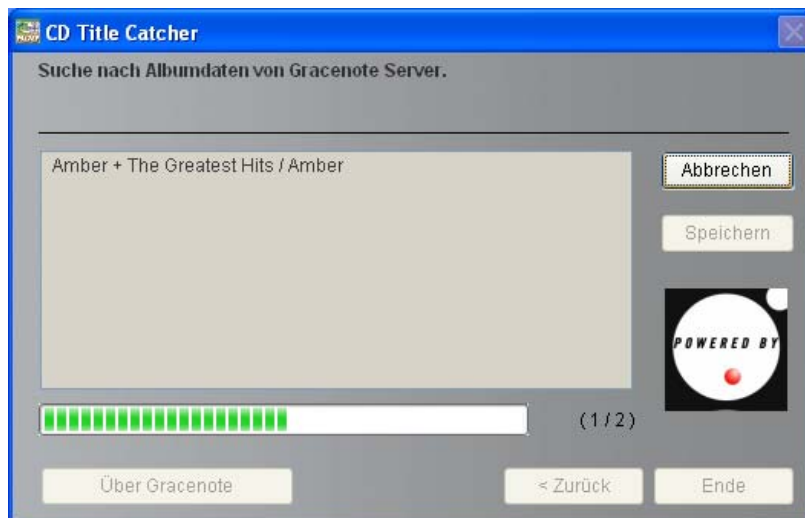 CD Title Catcher
Suche nach Albumdaten von Gracenote Server.
Amber + The Greatest Hits / Amber
Abbrechen
Speichern
POWERED BY
(1/2)
Über Gracenote
< Zurück
Ende